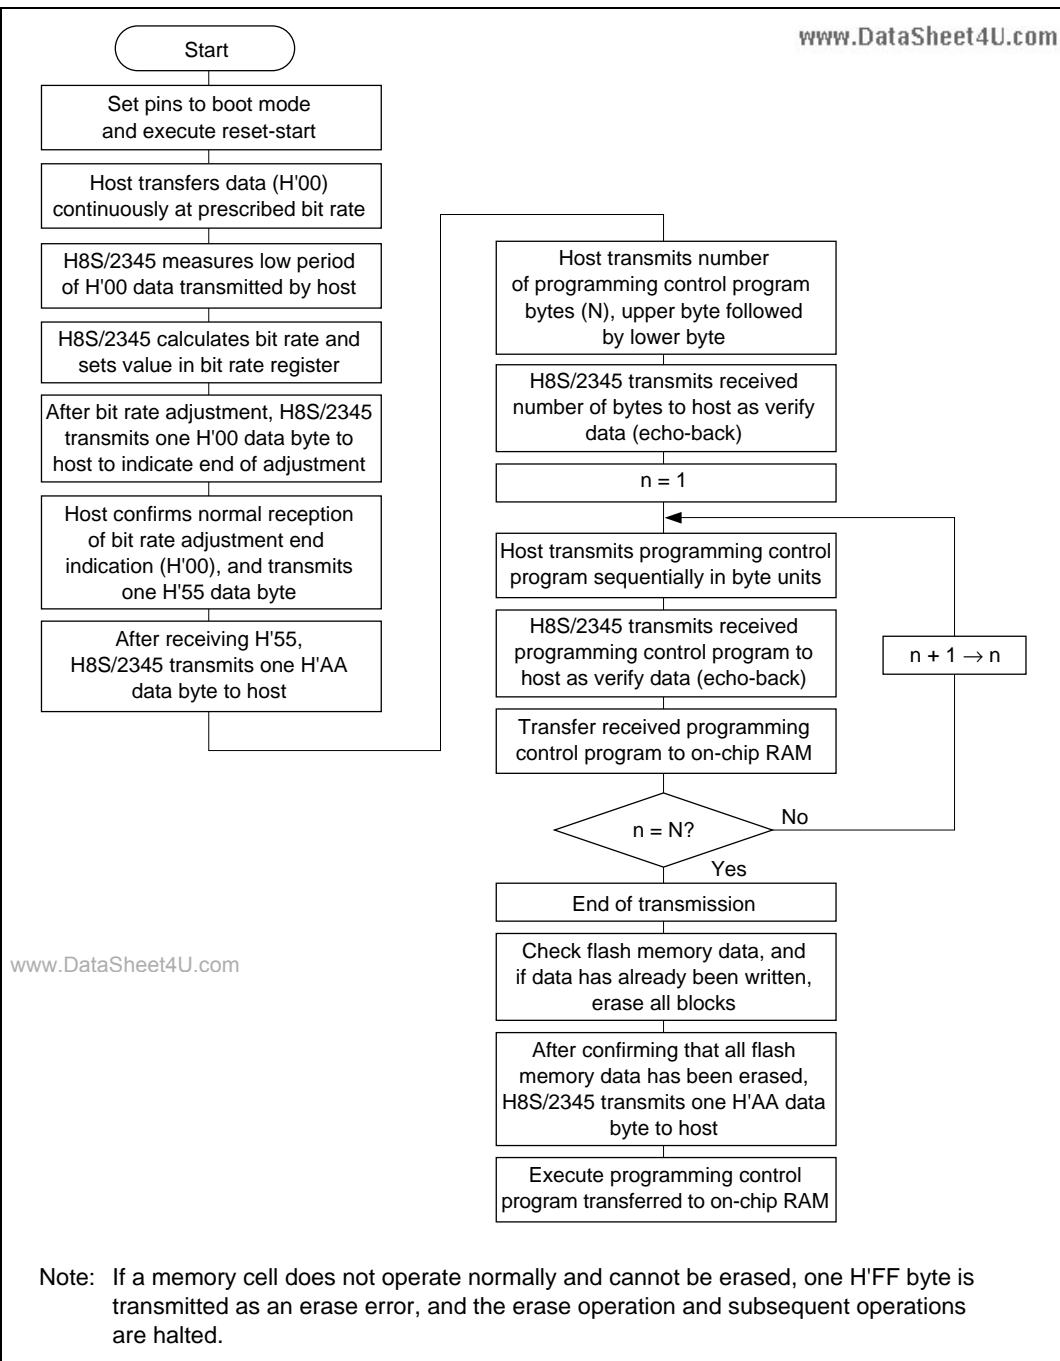 www.DataSheet4U.com
Start
Set pins to boot mode
and execute reset-start
Host transfers data (H'00)
continuously at prescribed bit rate
H8S/2345 measures low period
of H'00 data transmitted by host
H8S/2345 calculates bit rate and
sets value in bit rate register
After bit rate adjustment, H8S/2345
transmits one H'00 data byte to
host to indicate end of adjustment
Host confirms normal reception
of bit rate adjustment end
indication (H'00), and transmits
one H'55 data byte
After receiving H'55,
H8S/2345 transmits one H'AA
data byte to host
Host transmits number
of programming control program
bytes (N), upper byte followed
by lower byte
H8S/2345 transmits received
number of bytes to host as verify
data (echo-back)
n = 1
Host transmits programming control
program sequentially in byte units
H8S/2345 transmits received
programming control program to
host as verify data (echo-back)
n + 1 → n
Transfer received programming
control program to on-chip RAM
n = N?
No
Yes
End of transmission
Check flash memory data, and
if data has already been written,
erase all blocks
www.DataSheet4U.com
After confirming that all flash
memory data has been erased,
H8S/2345 transmits one H'AA data
byte to host
Execute programming control
program transferred to on-chip RAM
Note: If a memory cell does not operate normally and cannot be erased, one H'FF byte is
transmitted as an erase error, and the erase operation and subsequent operations
are halted.